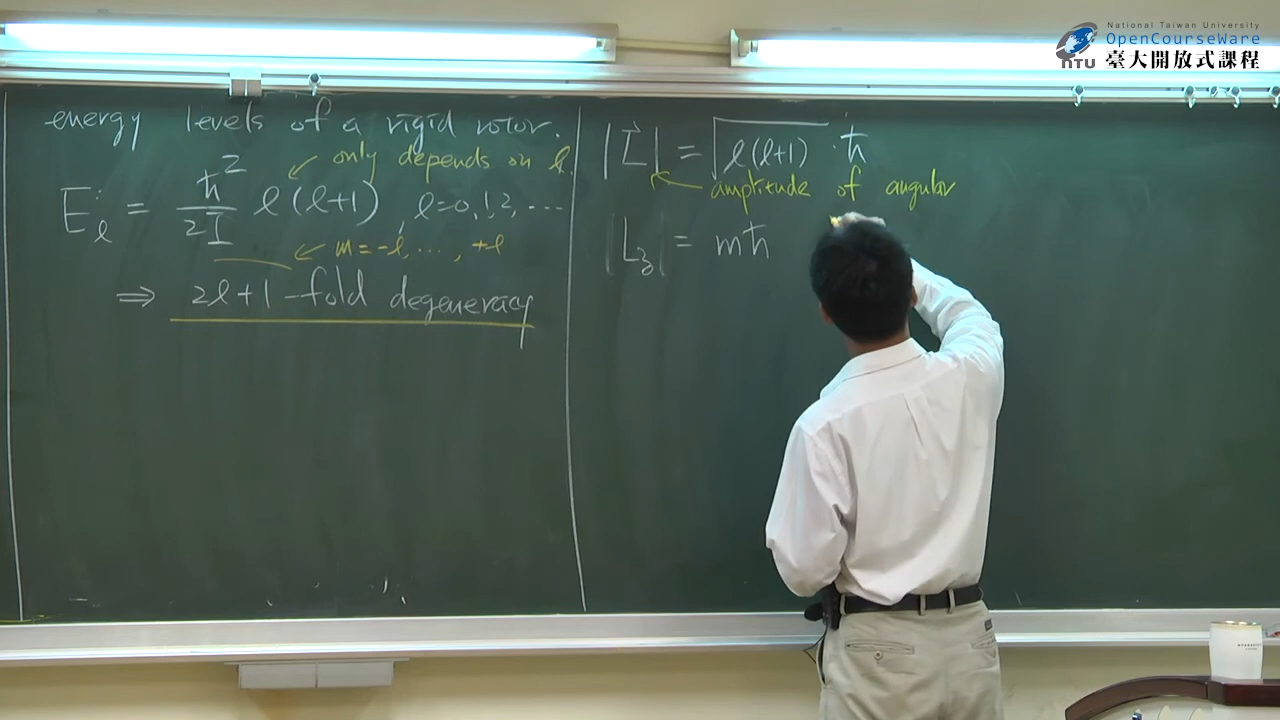 National Taiwan University
OpenCourseWare
NTU 臺大開放式課程
energy levels of a rigid rotor.
only depends on ℓ.
E_ℓ = ℏ²/2I ℓ(ℓ+1), ℓ=0,1,2,...
m=-ℓ, ..., +ℓ
⇒ 2ℓ+1-fold degeneracy
|L⃗| = √ℓ(ℓ+1) · ℏ
amplitude of angular
|L_z| = mℏ